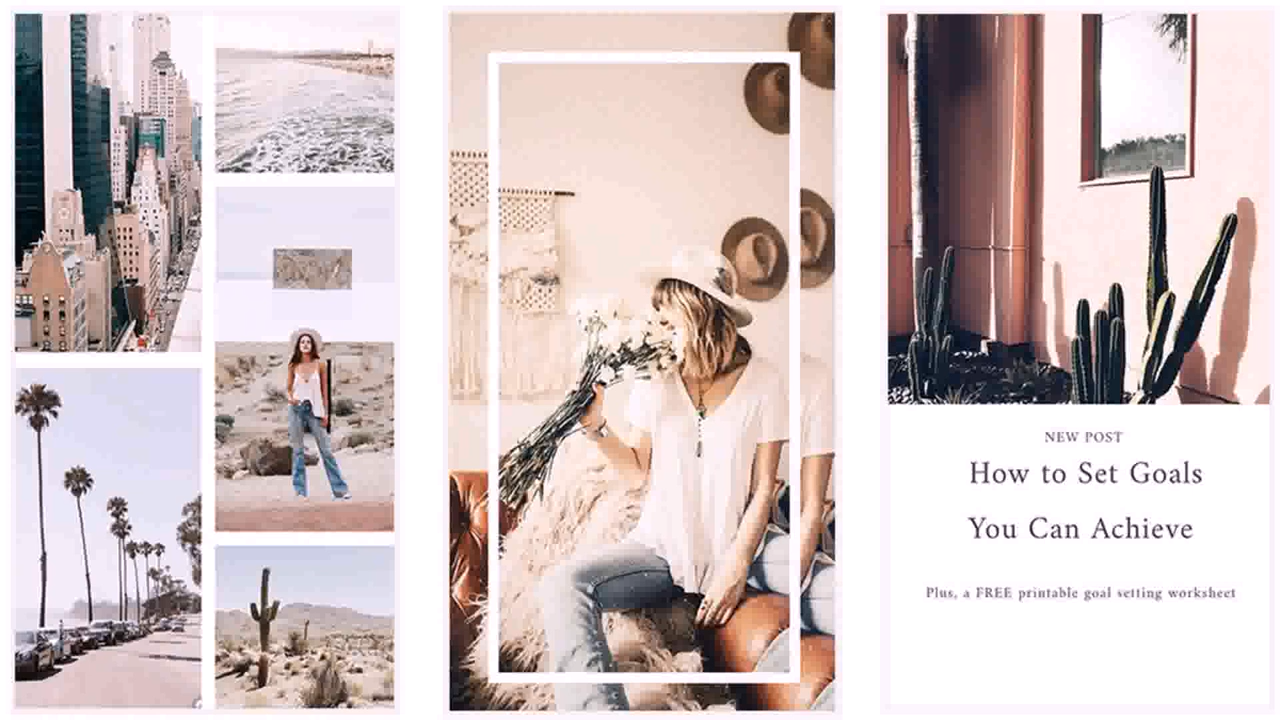 NEW POST
How to Set Goals
You Can Achieve
Plus, a FREE printable goal setting worksheet